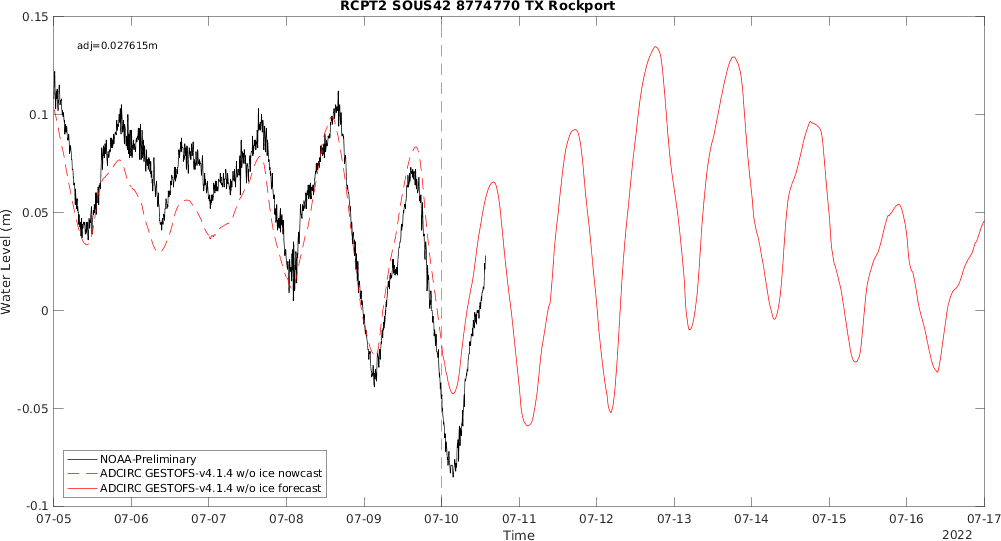 RCPT2 SOUS42 8774770 TX Rockport
adj=0.027615m
0.15
0.1
0.05
0
-0.05
-0.1
Water Level (m)
NOAA-Preliminary
ADCIRC GESTOFS-v4.1.4 w/o ice nowcast
ADCIRC GESTOFS-v4.1.4 w/o ice forecast
07-05 07-06 07-07 07-08 07-09 07-10 07-11 07-12 07-13 07-14 07-15 07-16 07-17
Time
2022